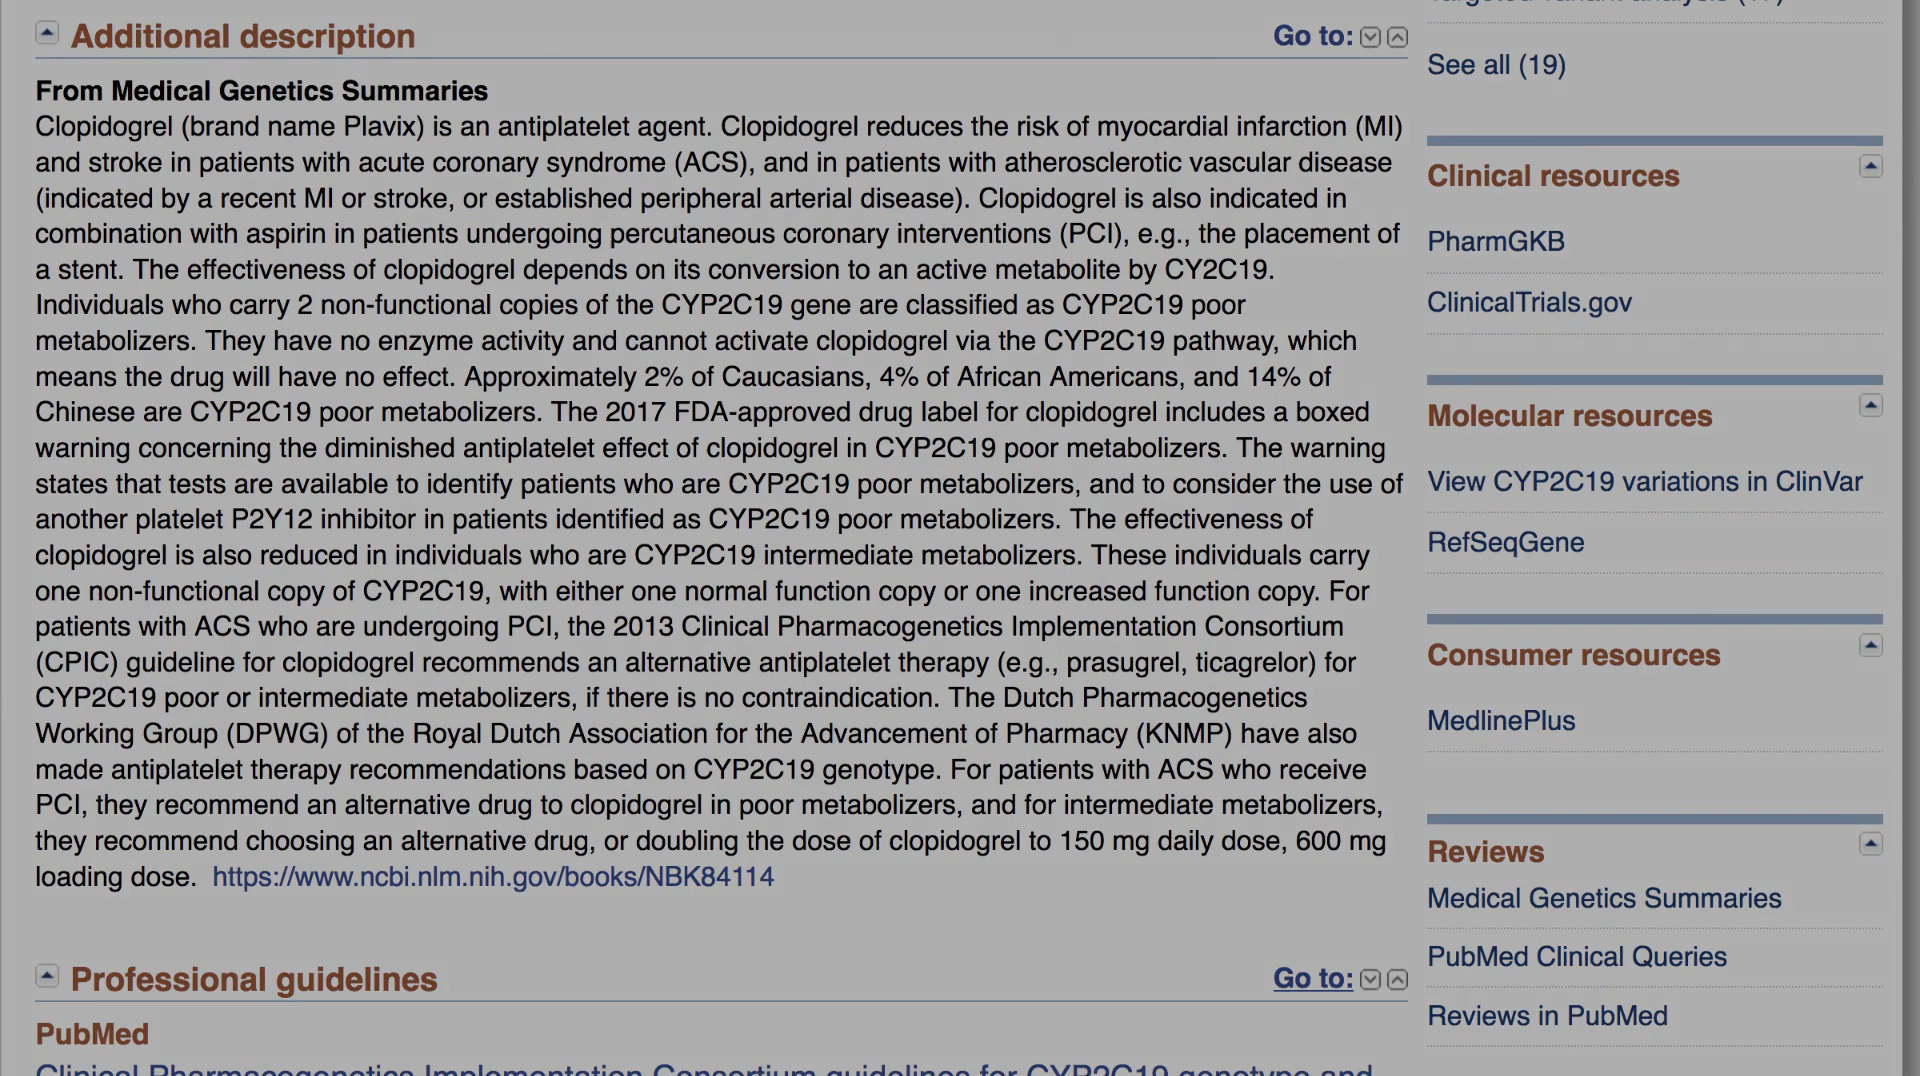 Additional description
Go to:
From Medical Genetics Summaries
Clopidogrel (brand name Plavix) is an antiplatelet agent. Clopidogrel reduces the risk of myocardial infarction (MI)
and stroke in patients with acute coronary syndrome (ACS), and in patients with atherosclerotic vascular disease
(indicated by a recent MI or stroke, or established peripheral arterial disease). Clopidogrel is also indicated in
combination with aspirin in patients undergoing percutaneous coronary interventions (PCI), e.g., the placement of
a stent. The effectiveness of clopidogrel depends on its conversion to an active metabolite by CY2C19.
Individuals who carry 2 non-functional copies of the CYP2C19 gene are classified as CYP2C19 poor
metabolizers. They have no enzyme activity and cannot activate clopidogrel via the CYP2C19 pathway, which
means the drug will have no effect. Approximately 2% of Caucasians, 4% of African Americans, and 14% of
Chinese are CYP2C19 poor metabolizers. The 2017 FDA-approved drug label for clopidogrel includes a boxed
warning concerning the diminished antiplatelet effect of clopidogrel in CYP2C19 poor metabolizers. The warning
states that tests are available to identify patients who are CYP2C19 poor metabolizers, and to consider the use of
another platelet P2Y12 inhibitor in patients identified as CYP2C19 poor metabolizers. The effectiveness of
clopidogrel is also reduced in individuals who are CYP2C19 intermediate metabolizers. These individuals carry
one non-functional copy of CYP2C19, with either one normal function copy or one increased function copy. For
patients with ACS who are undergoing PCI, the 2013 Clinical Pharmacogenetics Implementation Consortium
(CPIC) guideline for clopidogrel recommends an alternative antiplatelet therapy (e.g., prasugrel, ticagrelor) for
CYP2C19 poor or intermediate metabolizers, if there is no contraindication. The Dutch Pharmacogenetics
Working Group (DPWG) of the Royal Dutch Association for the Advancement of Pharmacy (KNMP) have also
made antiplatelet therapy recommendations based on CYP2C19 genotype. For patients with ACS who receive
PCI, they recommend an alternative drug to clopidogrel in poor metabolizers, and for intermediate metabolizers,
they recommend choosing an alternative drug, or doubling the dose of clopidogrel to 150 mg daily dose, 600 mg
loading dose. https://www.ncbi.nlm.nih.gov/books/NBK84114
Professional guidelines
Go to:
PubMed
Clinical Pharmacogenetics Implementation Consortium guidelines for CYP2C19 genotype and
See all (19)
Clinical resources
PharmGKB
ClinicalTrials.gov
Molecular resources
View CYP2C19 variations in ClinVar
RefSeqGene
Consumer resources
MedlinePlus
Reviews
Medical Genetics Summaries
PubMed Clinical Queries
Reviews in PubMed